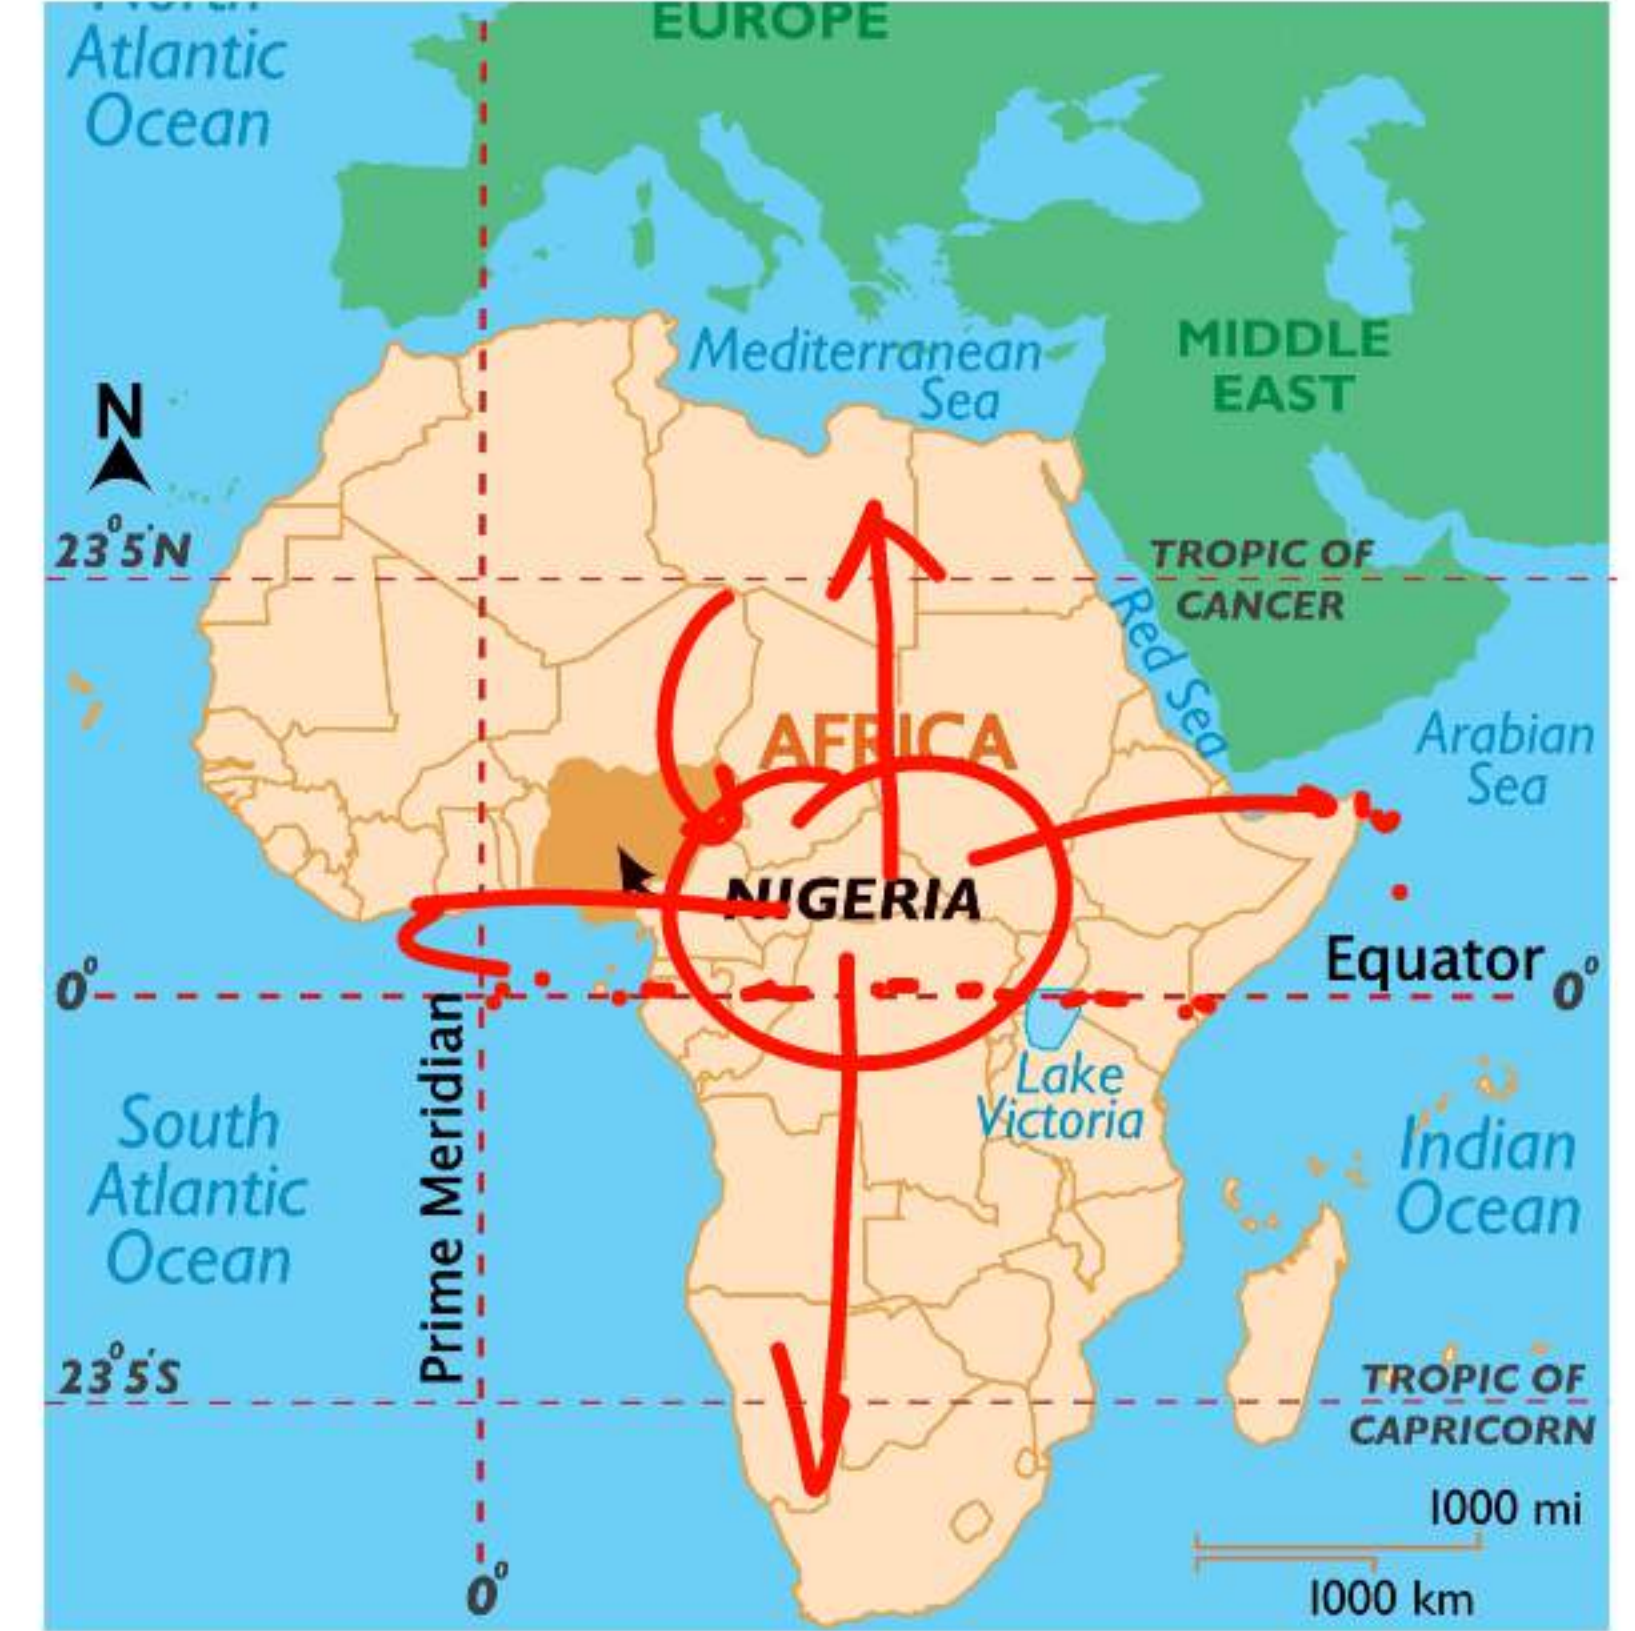 North
Atlantic
Ocean
EUROPE
Mediterranean
Sea
MIDDLE
EAST
N
23°5'N
TROPIC OF
CANCER
Red Sea
AFRICA
Arabian
Sea
NIGERIA
Equator
0°
0°
Prime Meridian
Lake
Victoria
South
Atlantic
Ocean
Indian
Ocean
23°5'S
TROPIC OF
CAPRICORN
1000 mi
1000 km
0°